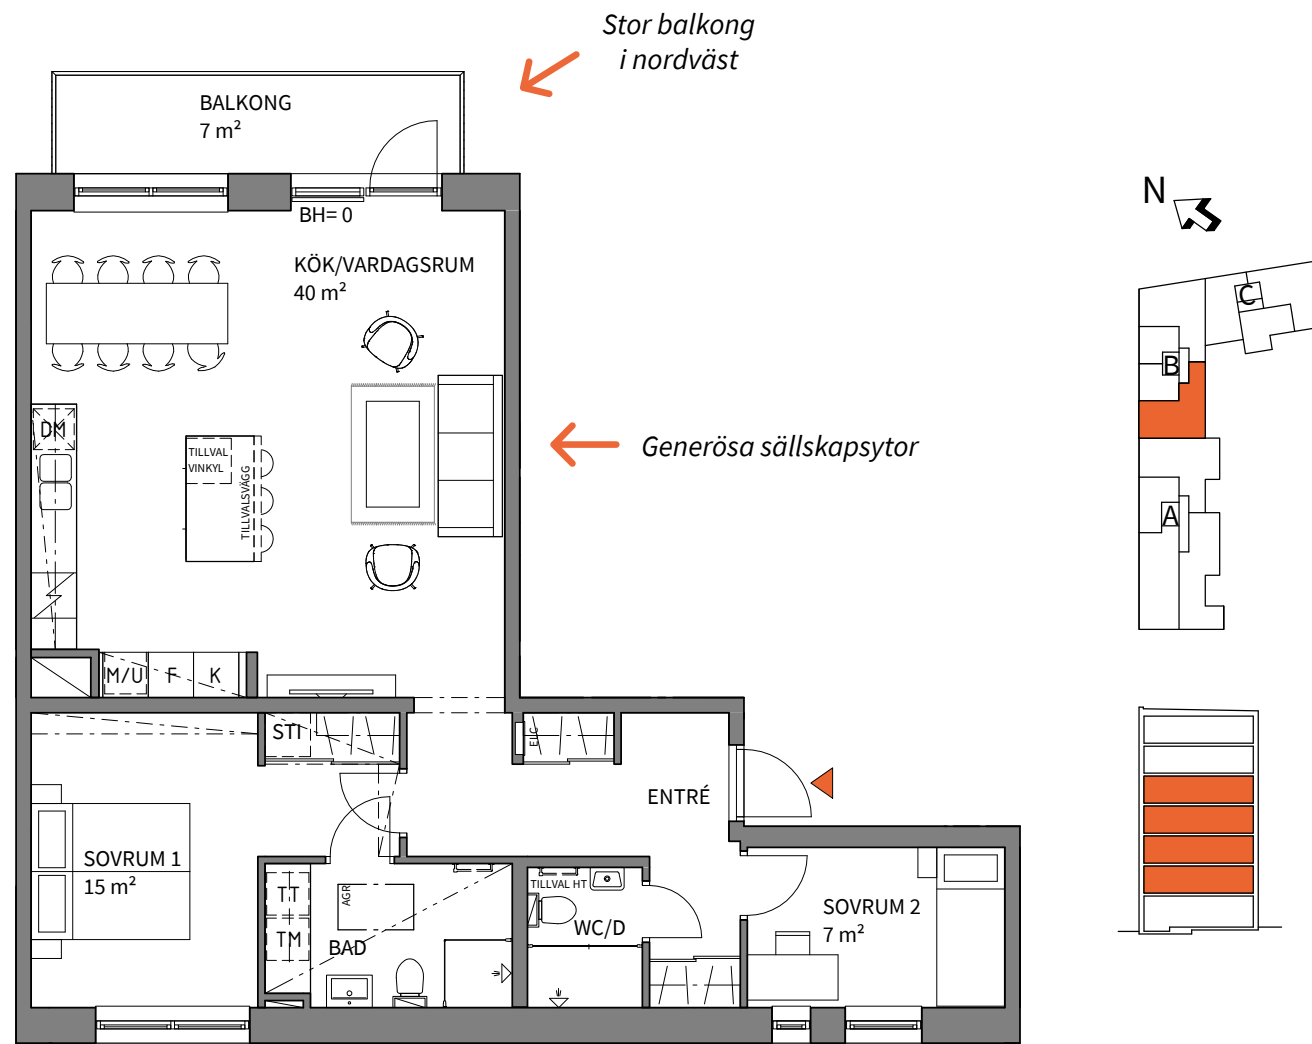 Stor balkong
i nordväst
BALKONG
7 m²
BH= 0
KÖK/VARDAGSRUM
40 m²
DM
TILLVAL
VINKYL
TILLVALSVÄGG
Generösa sällskapsytor
M/U
F
K
STI
ELC
ENTRÉ
SOVRUM 1
15 m²
TT
TM
AGR
BAD
TILLVAL HT
WC/D
SOVRUM 2
7 m²
N
C
B
A